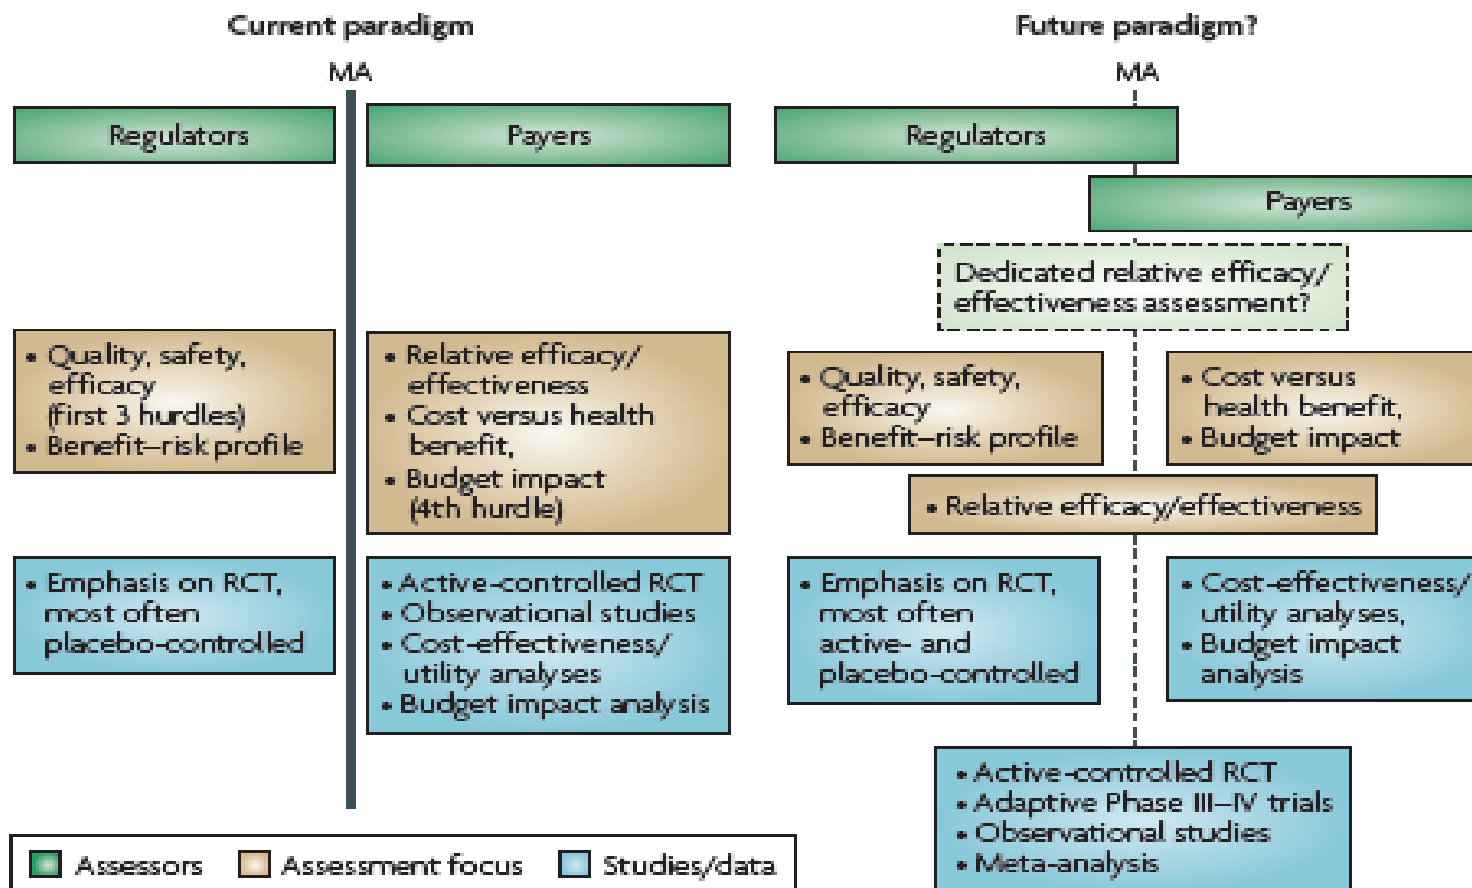 Current paradigm
MA
Regulators
Payers
• Quality, safety,
efficacy
(first 3 hurdles)
• Benefit–risk profile
• Relative efficacy/
effectiveness
• Cost versus health
benefit,
• Budget impact
(4th hurdle)
• Emphasis on RCT,
most often
placebo-controlled
• Active-controlled RCT
• Observational studies
• Cost-effectiveness/
utility analyses
• Budget impact analysis
Future paradigm?
MA
Regulators
Payers
Dedicated relative efficacy/
effectiveness assessment?
• Quality, safety,
efficacy
• Benefit–risk profile
• Cost versus
health benefit,
• Budget impact
• Relative efficacy/effectiveness
• Emphasis on RCT,
most often
active- and
placebo-controlled
• Cost-effectiveness/
utility analyses,
• Budget impact
analysis
• Active-controlled RCT
• Adaptive Phase III–IV trials
• Observational studies
• Meta-analysis
Assessors
Assessment focus
Studies/data